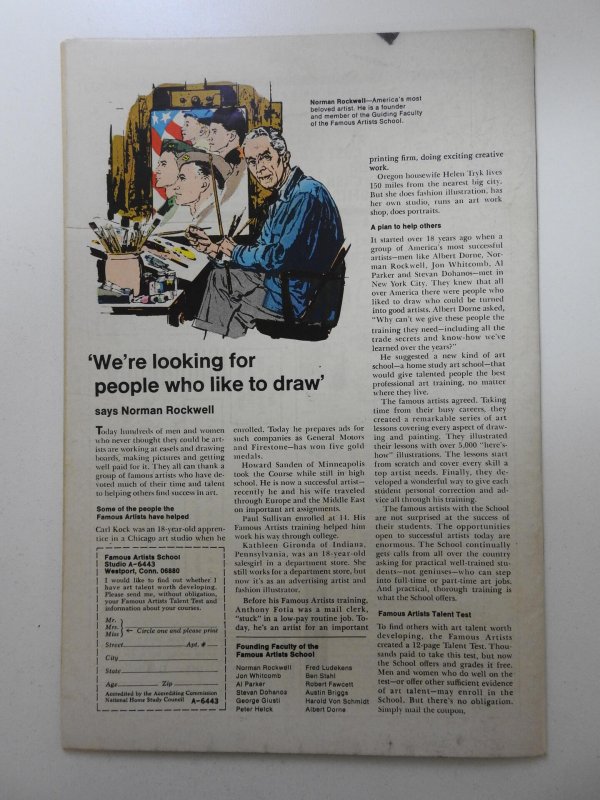 Norman Rockwell—America's most
beloved artist. He is a founder
and member of the Guiding Faculty
of the Famous Artists School.
'We're looking for
people who like to draw'
says Norman Rockwell
Today hundreds of men and women
who never thought they could be art-
ists are working at easels and drawing
boards, making pictures and getting
well paid for it. They all can thank a
group of famous artists who have de-
voted much of their time and talent
to helping others find success in art.
Some of the people the
Famous Artists have helped
Carl Kock was an 18-year-old appren-
tice in a Chicago art studio when he
enrolled. Today he prepares ads for
such companies as General Motors
and Firestone—has won five gold
medals.
Howard Sanden of Minneapolis
took the Course while still in high
school. He is now a successful artist—
recently he and his wife traveled
through Europe and the Middle East
on important art assignments.
Paul Sullivan enrolled at 14. His
Famous Artists training helped him
work his way through college.
Kathleen Gironda of Indiana,
Pennsylvania, was an 18-year-old
salesgirl in a department store. She
still works for a department store, but
now it's as an advertising artist and
fashion illustrator.
Before his Famous Artists training,
Anthony Fotia was a mail clerk,
"stuck" in a low-pay routine job. To-
day, he's an artist for an important
printing firm, doing exciting creative
work.
Oregon housewife Helen Tryk lives
150 miles from the nearest big city.
But she does fashion illustration, has
her own studio, runs an art work
shop, does portraits.
A plan to help others
It started over 18 years ago when a
group of America's most successful
artists—men like Albert Dorne, Nor-
man Rockwell, Jon Whitcomb, Al
Parker and Stevan Dohanos—met in
New York City. They knew that all
over America there were people who
liked to draw who could be turned
into good artists. Albert Dorne asked,
"Why can't we give these people the
training they need—including all the
trade secrets and know-how we've
learned over the years?"
He suggested a new kind of art
school—a home study art school—that
would give talented people the best
professional art training, no matter
where they live.
The famous artists agreed. Taking
time from their busy careers, they
created a remarkable series of art
lessons covering every aspect of draw-
ing and painting. They illustrated
their lessons with over 5,000 "here's-
how" illustrations. The lessons start
from scratch and cover every skill a
top artist needs. Finally, they de-
veloped a wonderful way to give each
student personal correction and ad-
vice all through his training.
The famous artists with the School
are not surprised at the success of
their students. The opportunities
open to successful artists today are
enormous. The School continually
gets calls from all over the country
asking for practical well-trained stu-
dents—not geniuses—who can step
into full-time or part-time art jobs.
And practical, thorough training is
what the School offers.
Famous Artists Talent Test
To find others with art talent worth
developing, the Famous Artists
created a 12-page Talent Test. Thou-
sands paid to take this test, but now
the School offers and grades it free.
Men and women who do well on the
test—or offer other sufficient evidence
of art talent—may enroll in the
School. But there's no obligation.
Simply mail the coupon.
Famous Artists School
Studio A-6443
Westport, Conn. 06880
I would like to find out whether I
have art talent worth developing.
Please send me, without obligation,
your Famous Artists Talent Test and
information about your courses.
Mr.
Mrs. ← Circle one and please print
Miss
Street Apt. #
City
State
Age Zip
Accredited by the Accrediting Commission
National Home Study Council A-6443
Founding Faculty of the
Famous Artists School
Norman Rockwell Fred Ludekens
Jon Whitcomb Ben Stahl
Al Parker Robert Fawcett
Stevan Dohanos Austin Briggs
George Giusti Harold Von Schmidt
Peter Helck Albert Dorne